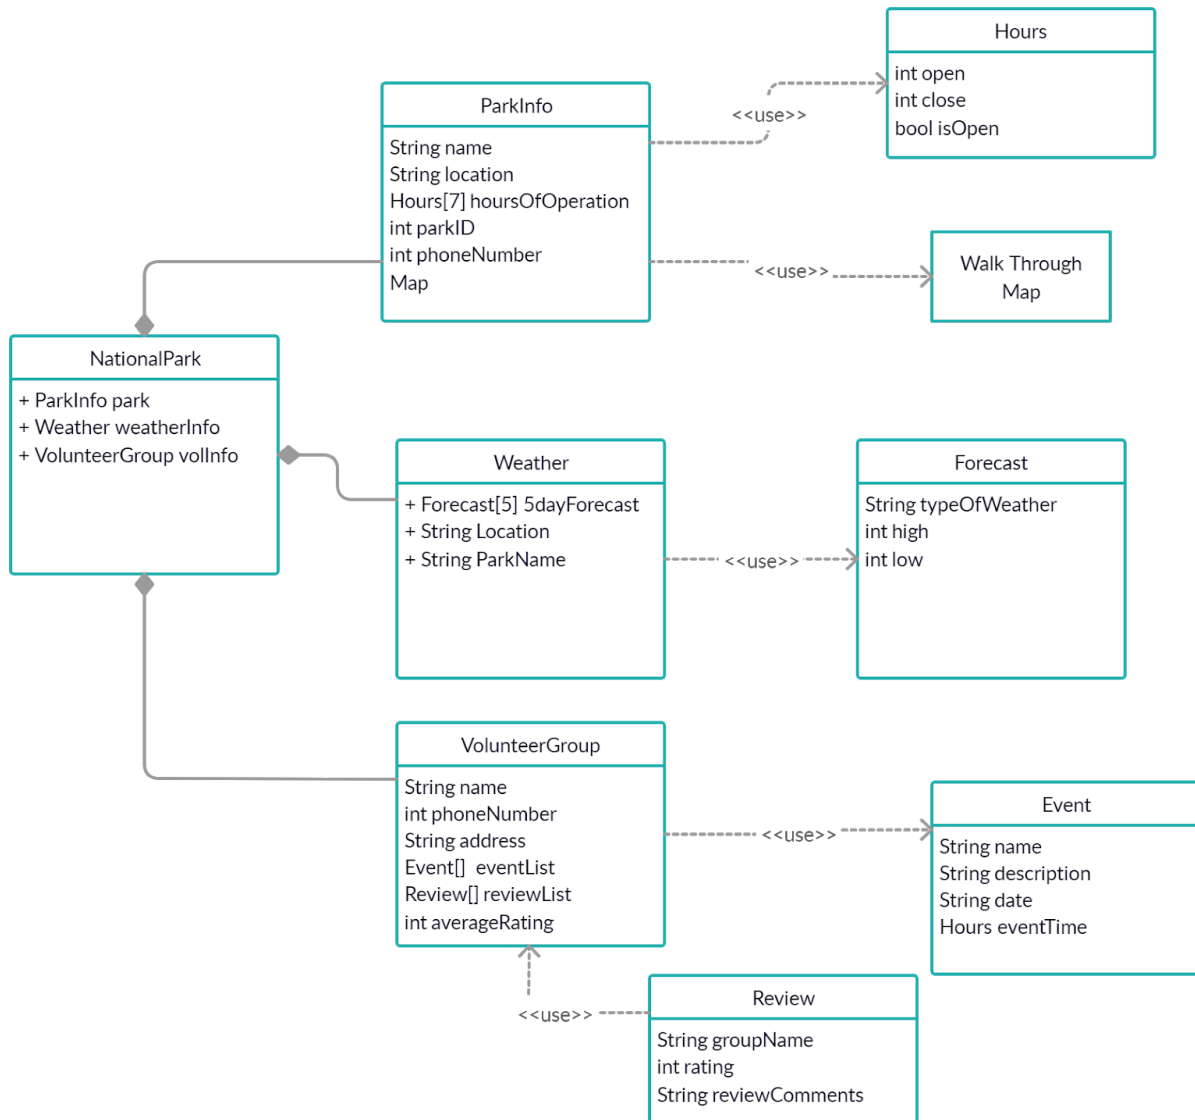 Hours
int open
int close
bool isOpen
ParkInfo
String name
String location
Hours[7] hoursOfOperation
int parkID
int phoneNumber
Map
<<use>>
<<use>>
Walk Through
Map
NationalPark
+ ParkInfo park
+ Weather weatherInfo
+ VolunteerGroup volInfo
Weather
+ Forecast[5] 5dayForecast
+ String Location
+ String ParkName
<<use>>
Forecast
String typeOfWeather
int high
int low
VolunteerGroup
String name
int phoneNumber
String address
Event[]  eventList
Review[] reviewList
int averageRating
<<use>>
Event
String name
String description
String date
Hours eventTime
<<use>>
Review
String groupName
int rating
String reviewComments